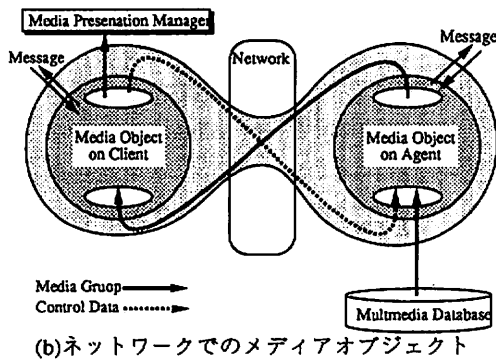 Media Presenation Manager
Message
Network
Message
Media Object
on Client
Media Object
on Agent
Media Gruop
Control Data
Multmedia Database
(b)ネットワークでのメディアオブジェクト